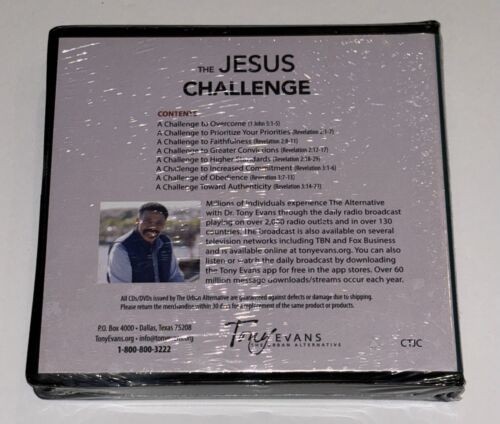 THE JESUS
CHALLENGE
CONTENTS
A Challenge to Overcome (1 John 5:1-5)
A Challenge to Prioritize Your Priorities (Revelation 2:1-7)
A Challenge to Faithfulness (Revelation 2:8-11)
A Challenge to Greater Convictions (Revelation 2:12-17)
A Challenge to Higher Standards (Revelation 2:18-29)
A Challenge to Increased Commitment (Revelation 3:1-6)
A Challenge of Obedience (Revelation 3:7-13)
A Challenge Toward Authenticity (Revelation 3:14-22)
Millions of individuals experience The Alternative
with Dr. Tony Evans through the daily radio broadcast
playing on over 2,000 radio outlets and in over 130
countries. The broadcast is also available on several
television networks including TBN and Fox Business
and is available online at tonyevans.org. You can also
listen or watch the daily broadcast by downloading
the Tony Evans app for free in the app stores. Over 60
million message downloads/streams occur each year.
All CDs/DVDs issued by The Urban Alternative are guaranteed against defects or damage due to shipping.
Please return the merchandise within 30 days for a replacement of the same product or products.
P.O. Box 4000 • Dallas, Texas 75208
TonyEvans.org • info@tonyevans.org
1-800-800-3222
Tony EVANS
THE URBAN ALTERNATIVE
CTJC